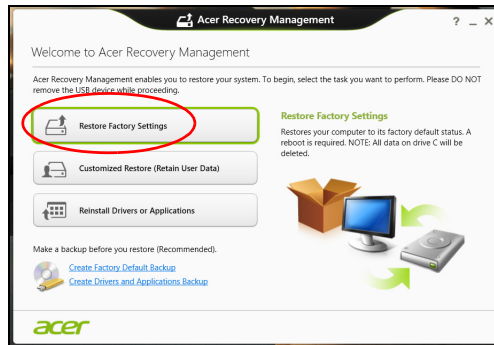 Acer Recovery Management
? _ X
Welcome to Acer Recovery Management
Acer Recovery Management enables you to restore your system. To begin, select the task you want to perform. Please DO NOT
remove the USB device while proceeding.
Restore Factory Settings
Customized Restore (Retain User Data)
Reinstall Drivers or Applications
Restore Factory Settings
Restores your computer to its factory default status. A
reboot is required. NOTE: All data on drive C will be
deleted.
Make a backup before you restore (Recommended).
Create Factory Default Backup
Create Drivers and Applications Backup
acer